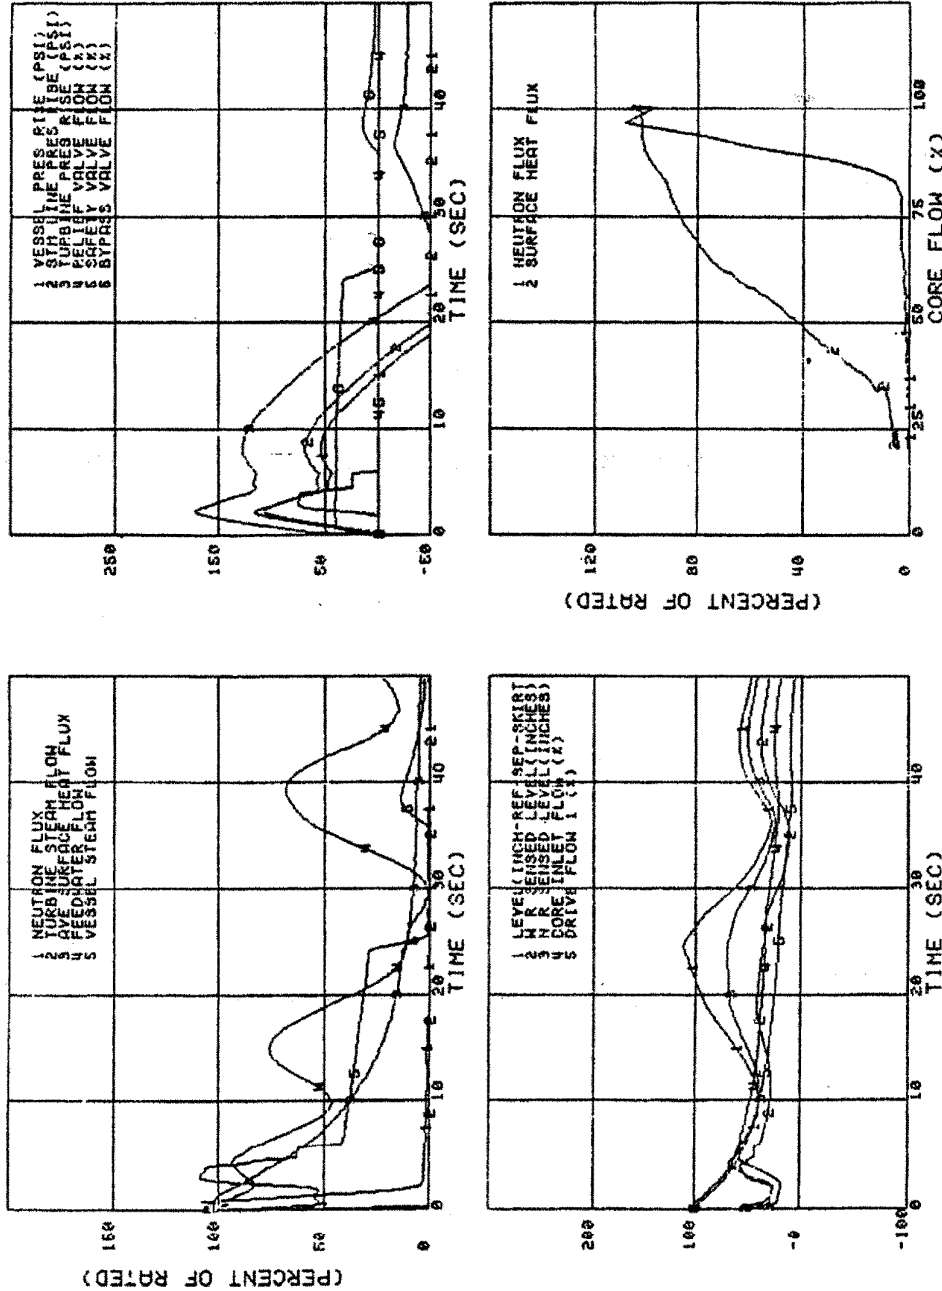 (PERCENT OF RATED)
150
100
50
0
1 NEUTRON FLUX
2 TURBINE STEAM FLOW
3 AVE SURFACE HEAT FLUX
4 FEEDWATER FLOW
5 VESSEL STEAM FLOW
0 10 20 30 40
TIME (SEC)
250
150
50
-50
1 VESSEL PRES RISE (PSI)
2 STM LINE PRES RISE (PSI)
3 TURBINE PRES RISE (PSI)
4 RELIEF VALVE FLOW (%)
5 SAFETY VALVE FLOW (%)
6 BYPASS VALVE FLOW (%)
0 10 20 30 40
TIME (SEC)
200
100
-0
-100
1 LEVEL(INCH-REF-SEP-SKIRT
2 W R SENSED LEVEL(INCHES)
3 N R SENSED LEVEL(INCHES)
4 CORE INLET FLOW (%)
5 DRIVE FLOW 1 (%)
0 10 20 30 40
TIME (SEC)
(PERCENT OF RATED)
120
80
40
0
1 NEUTRON FLUX
2 SURFACE HEAT FLUX
0 25 50 75 100
CORE FLOW (%)